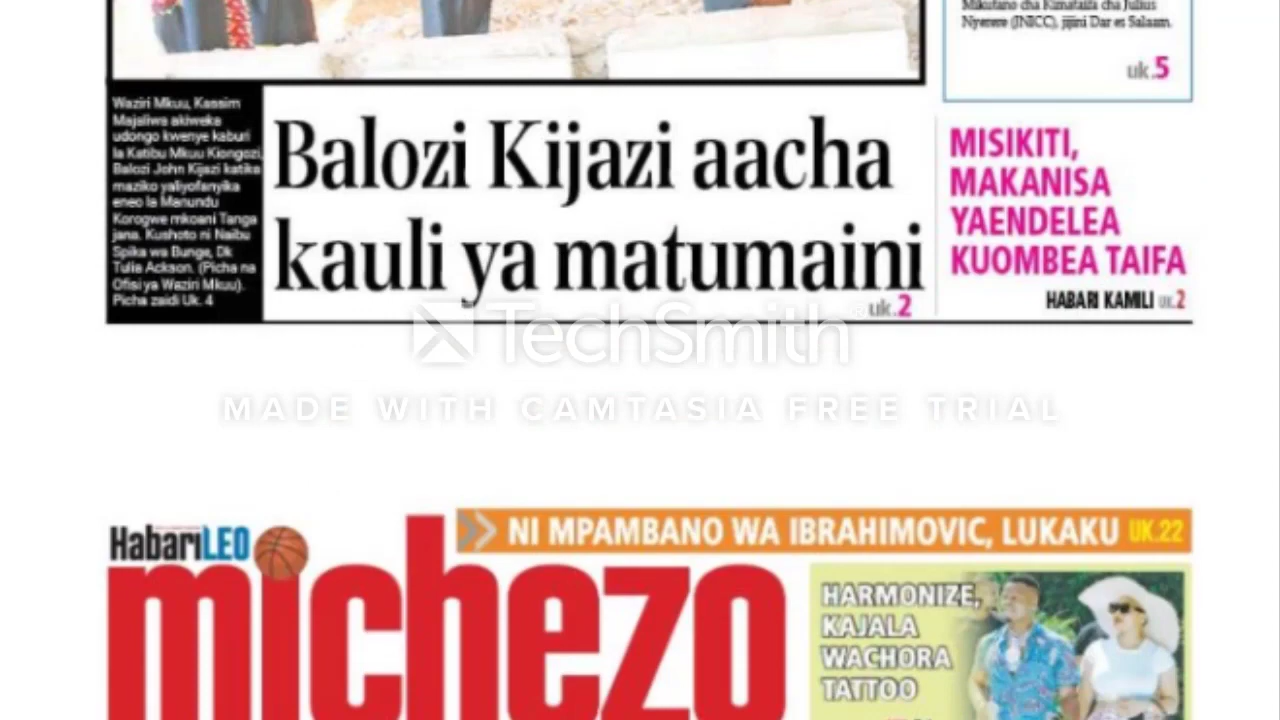 Mikutano cha Kimataifa cha Julius
Nyerere (JNICC), jijini Dar es Salaam.
uk.5
Waziri Mkuu, Kassim
Majaliwa akiweka
udongo kwenye kaburi
la Katibu Mkuu Kiongozi,
Balozi John Kijazi katika
maziko yaliyofanyika
eneo la Manundu
Korogwe mkoani Tanga
jana. Kushoto ni Naibu
Spika wa Bunge, Dk
Tulia Ackson. (Picha na
Ofisi ya Waziri Mkuu).
Picha zaidi Uk. 4
Balozi Kijazi aacha
kauli ya matumaini
uk.2
MISIKITI,
MAKANISA
YAENDELEA
KUOMBEA TAIFA
HABARI KAMILI UK.2
TechSmith®
MADE WITH CAMTASIA FREE TRIAL
HabariLEO
michezo
NI MPAMBANO WA IBRAHIMOVIC, LUKAKU UK.22
HARMONIZE,
KAJALA
WACHORA
TATTOO